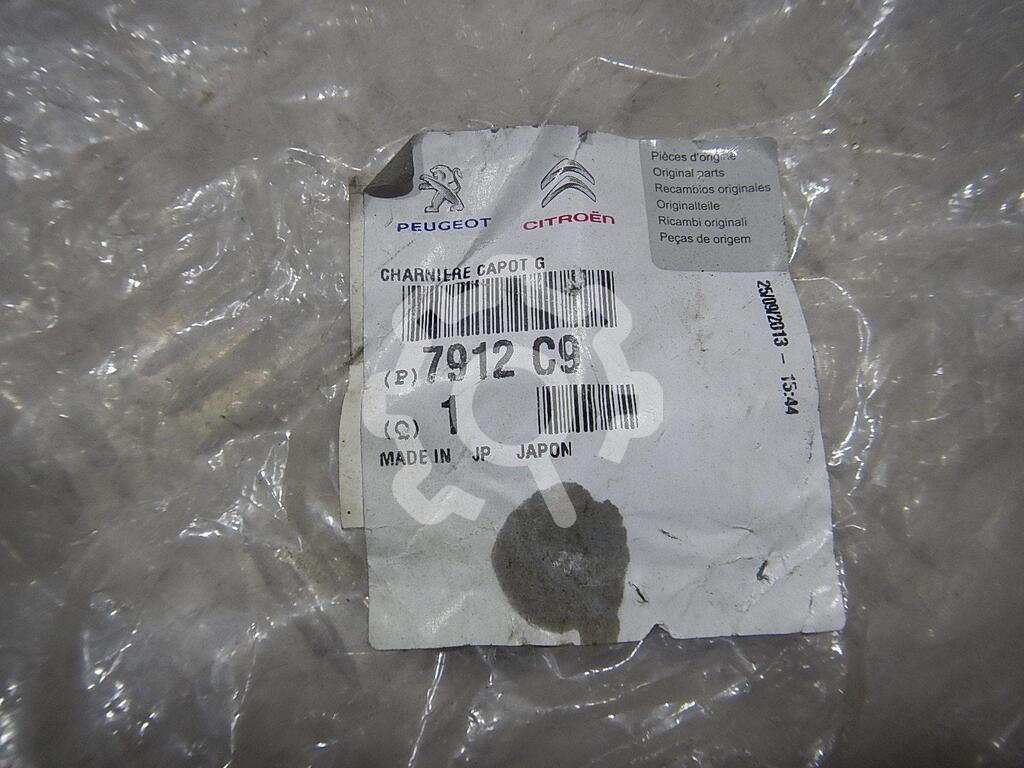 PEUGEOT
CITROËN
Pièces d'origine
Original parts
Recambios originales
Originalteile
Ricambi originali
Peças de origem
CHARNIERE CAPOT G
(P) 7912 C9
(Q) 1
MADE IN JP JAPON
25/09/2013 - 15:44